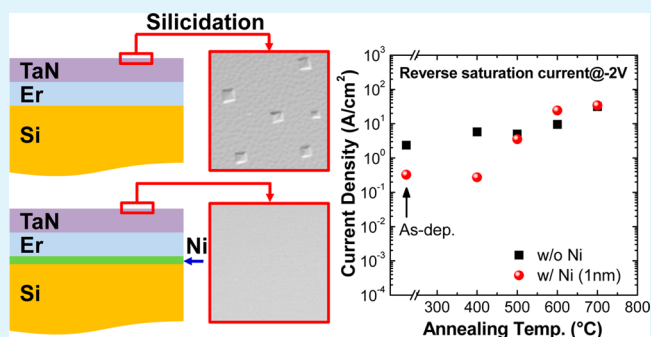 Silicidation
TaN
Er
Si
TaN
Er
Ni
Si
Reverse saturation current@-2V
Current Density (A/cm²)
10³
10²
10¹
10⁰
10⁻¹
10⁻²
10⁻³
10⁻⁴
As-dep.
w/o Ni
w/ Ni (1nm)
300 400 500 600 700 800
Annealing Temp. (°C)